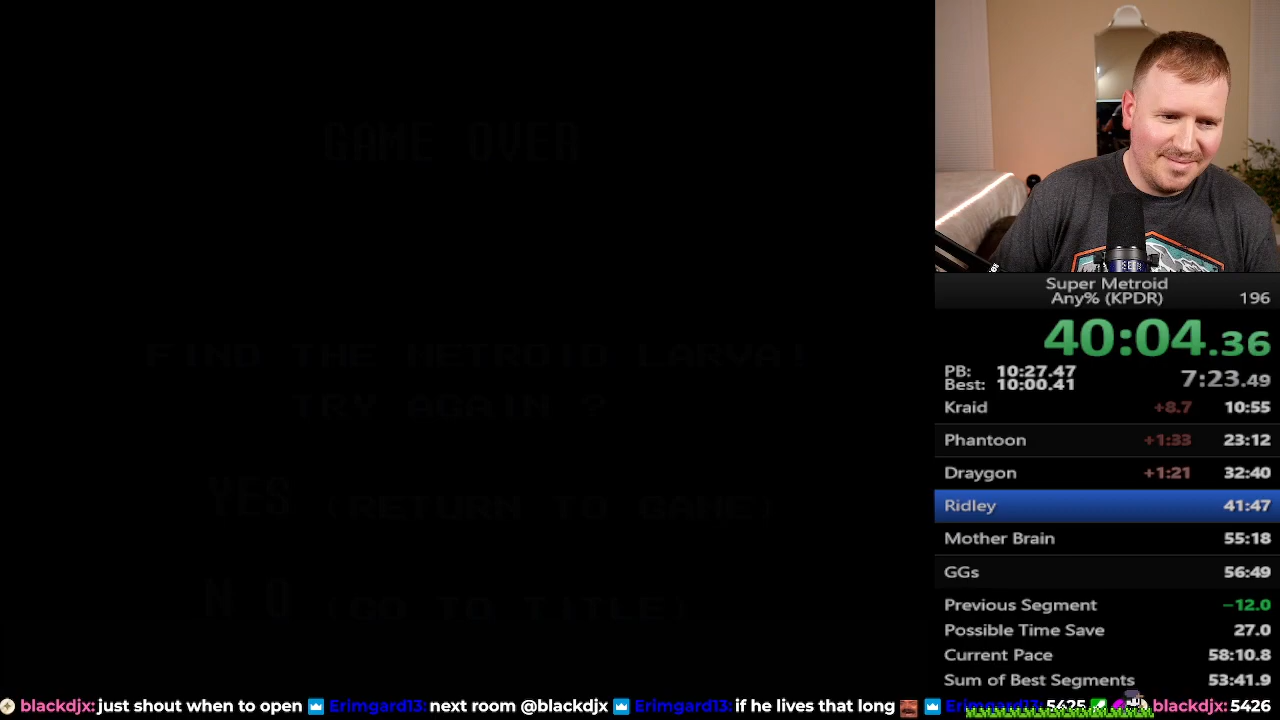 GAME OVER
FIND THE METROID LARVA!
TRY AGAIN ?
YES (RETURN TO GAME)
NO (GO TO TITLE)
Super Metroid
Any% (KPDR) 196
40:04.36
PB: 10:27.47
Best: 10:00.41
7:23.49
Kraid +8.7 10:55
Phantoon +1:33 23:12
Draygon +1:21 32:40
Ridley 41:47
Mother Brain 55:18
GGs 56:49
Previous Segment −12.0
Possible Time Save 27.0
Current Pace 58:10.8
Sum of Best Segments 53:41.9
blackdjx: just shout when to open Erimgard13: next room @blackdjx Erimgard13: if he lives that long Erimgard13: 5425 blackdjx: 5426